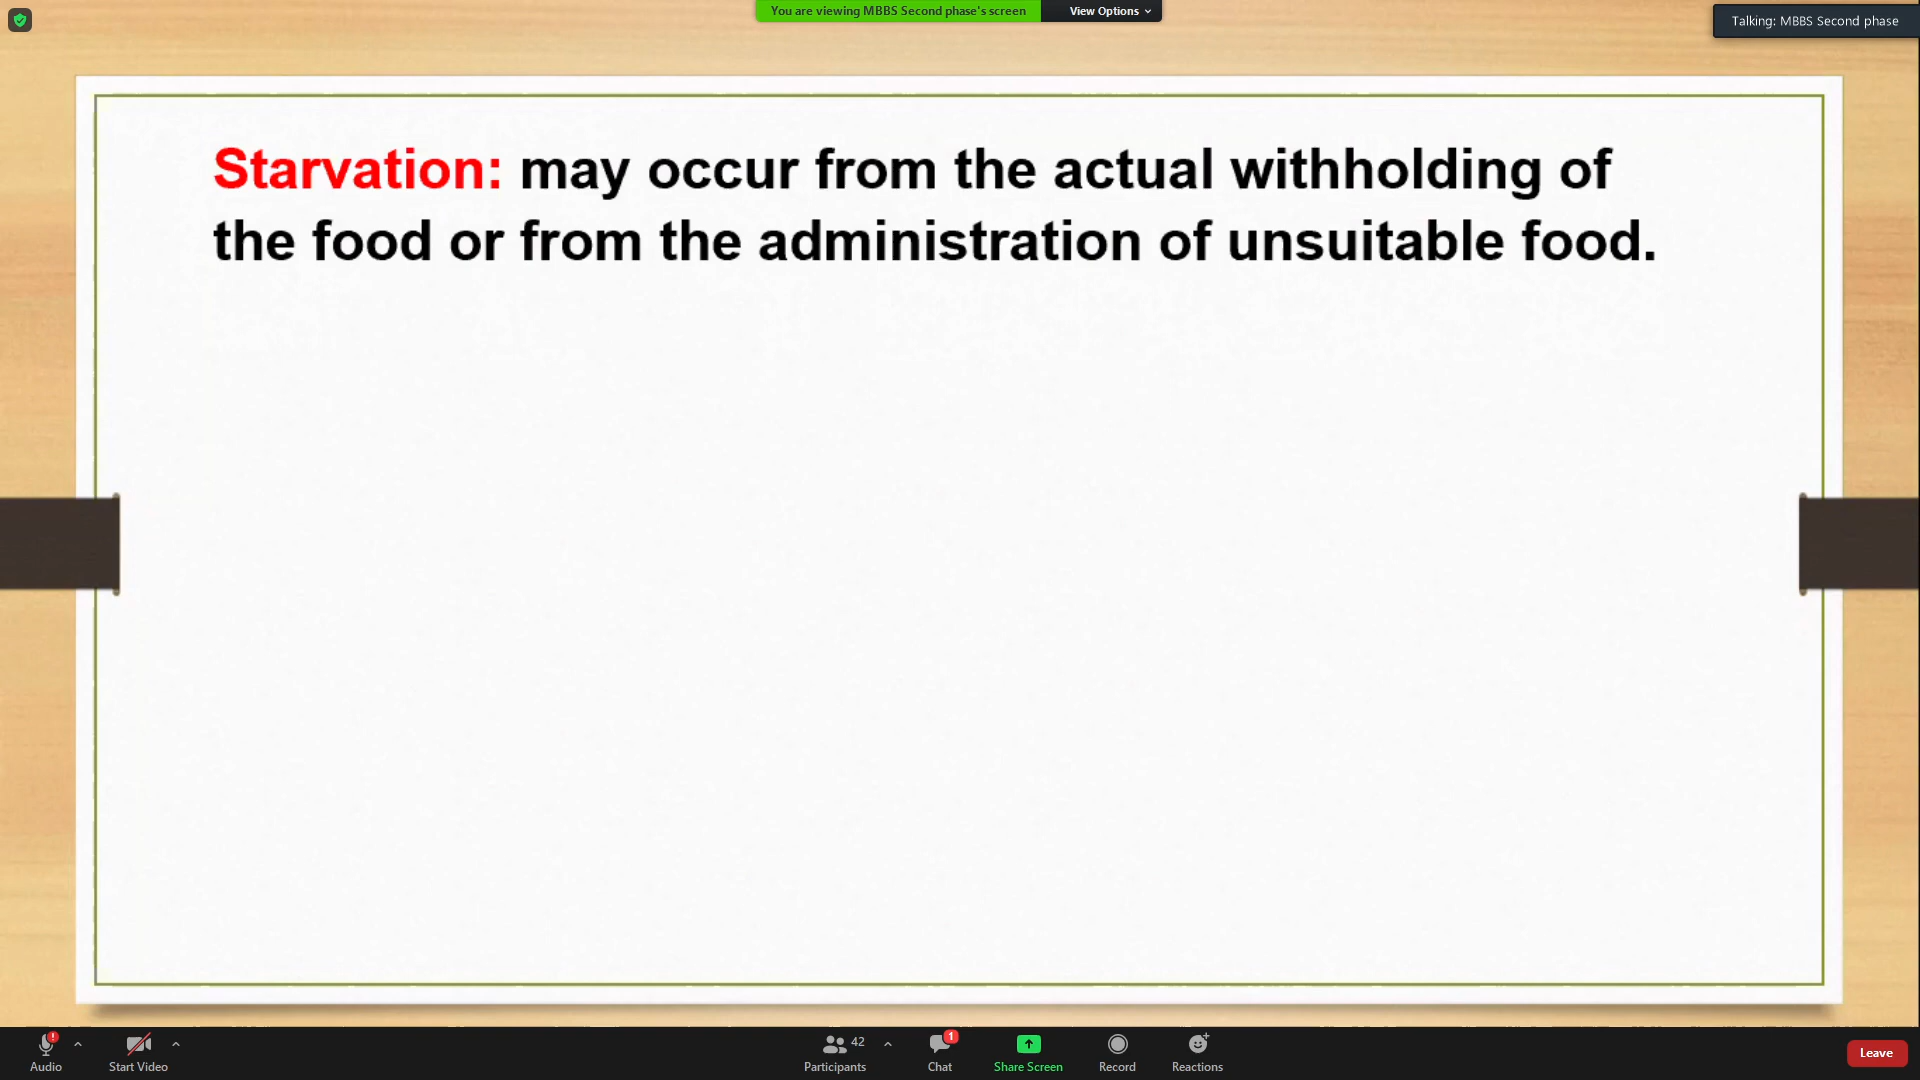 You are viewing MBBS Second phase's screen
View Options
Talking: MBBS Second phase
Starvation: may occur from the actual withholding of
the food or from the administration of unsuitable food.
Audio
Start Video
42
Participants
1
Chat
Share Screen
Record
Reactions
Leave